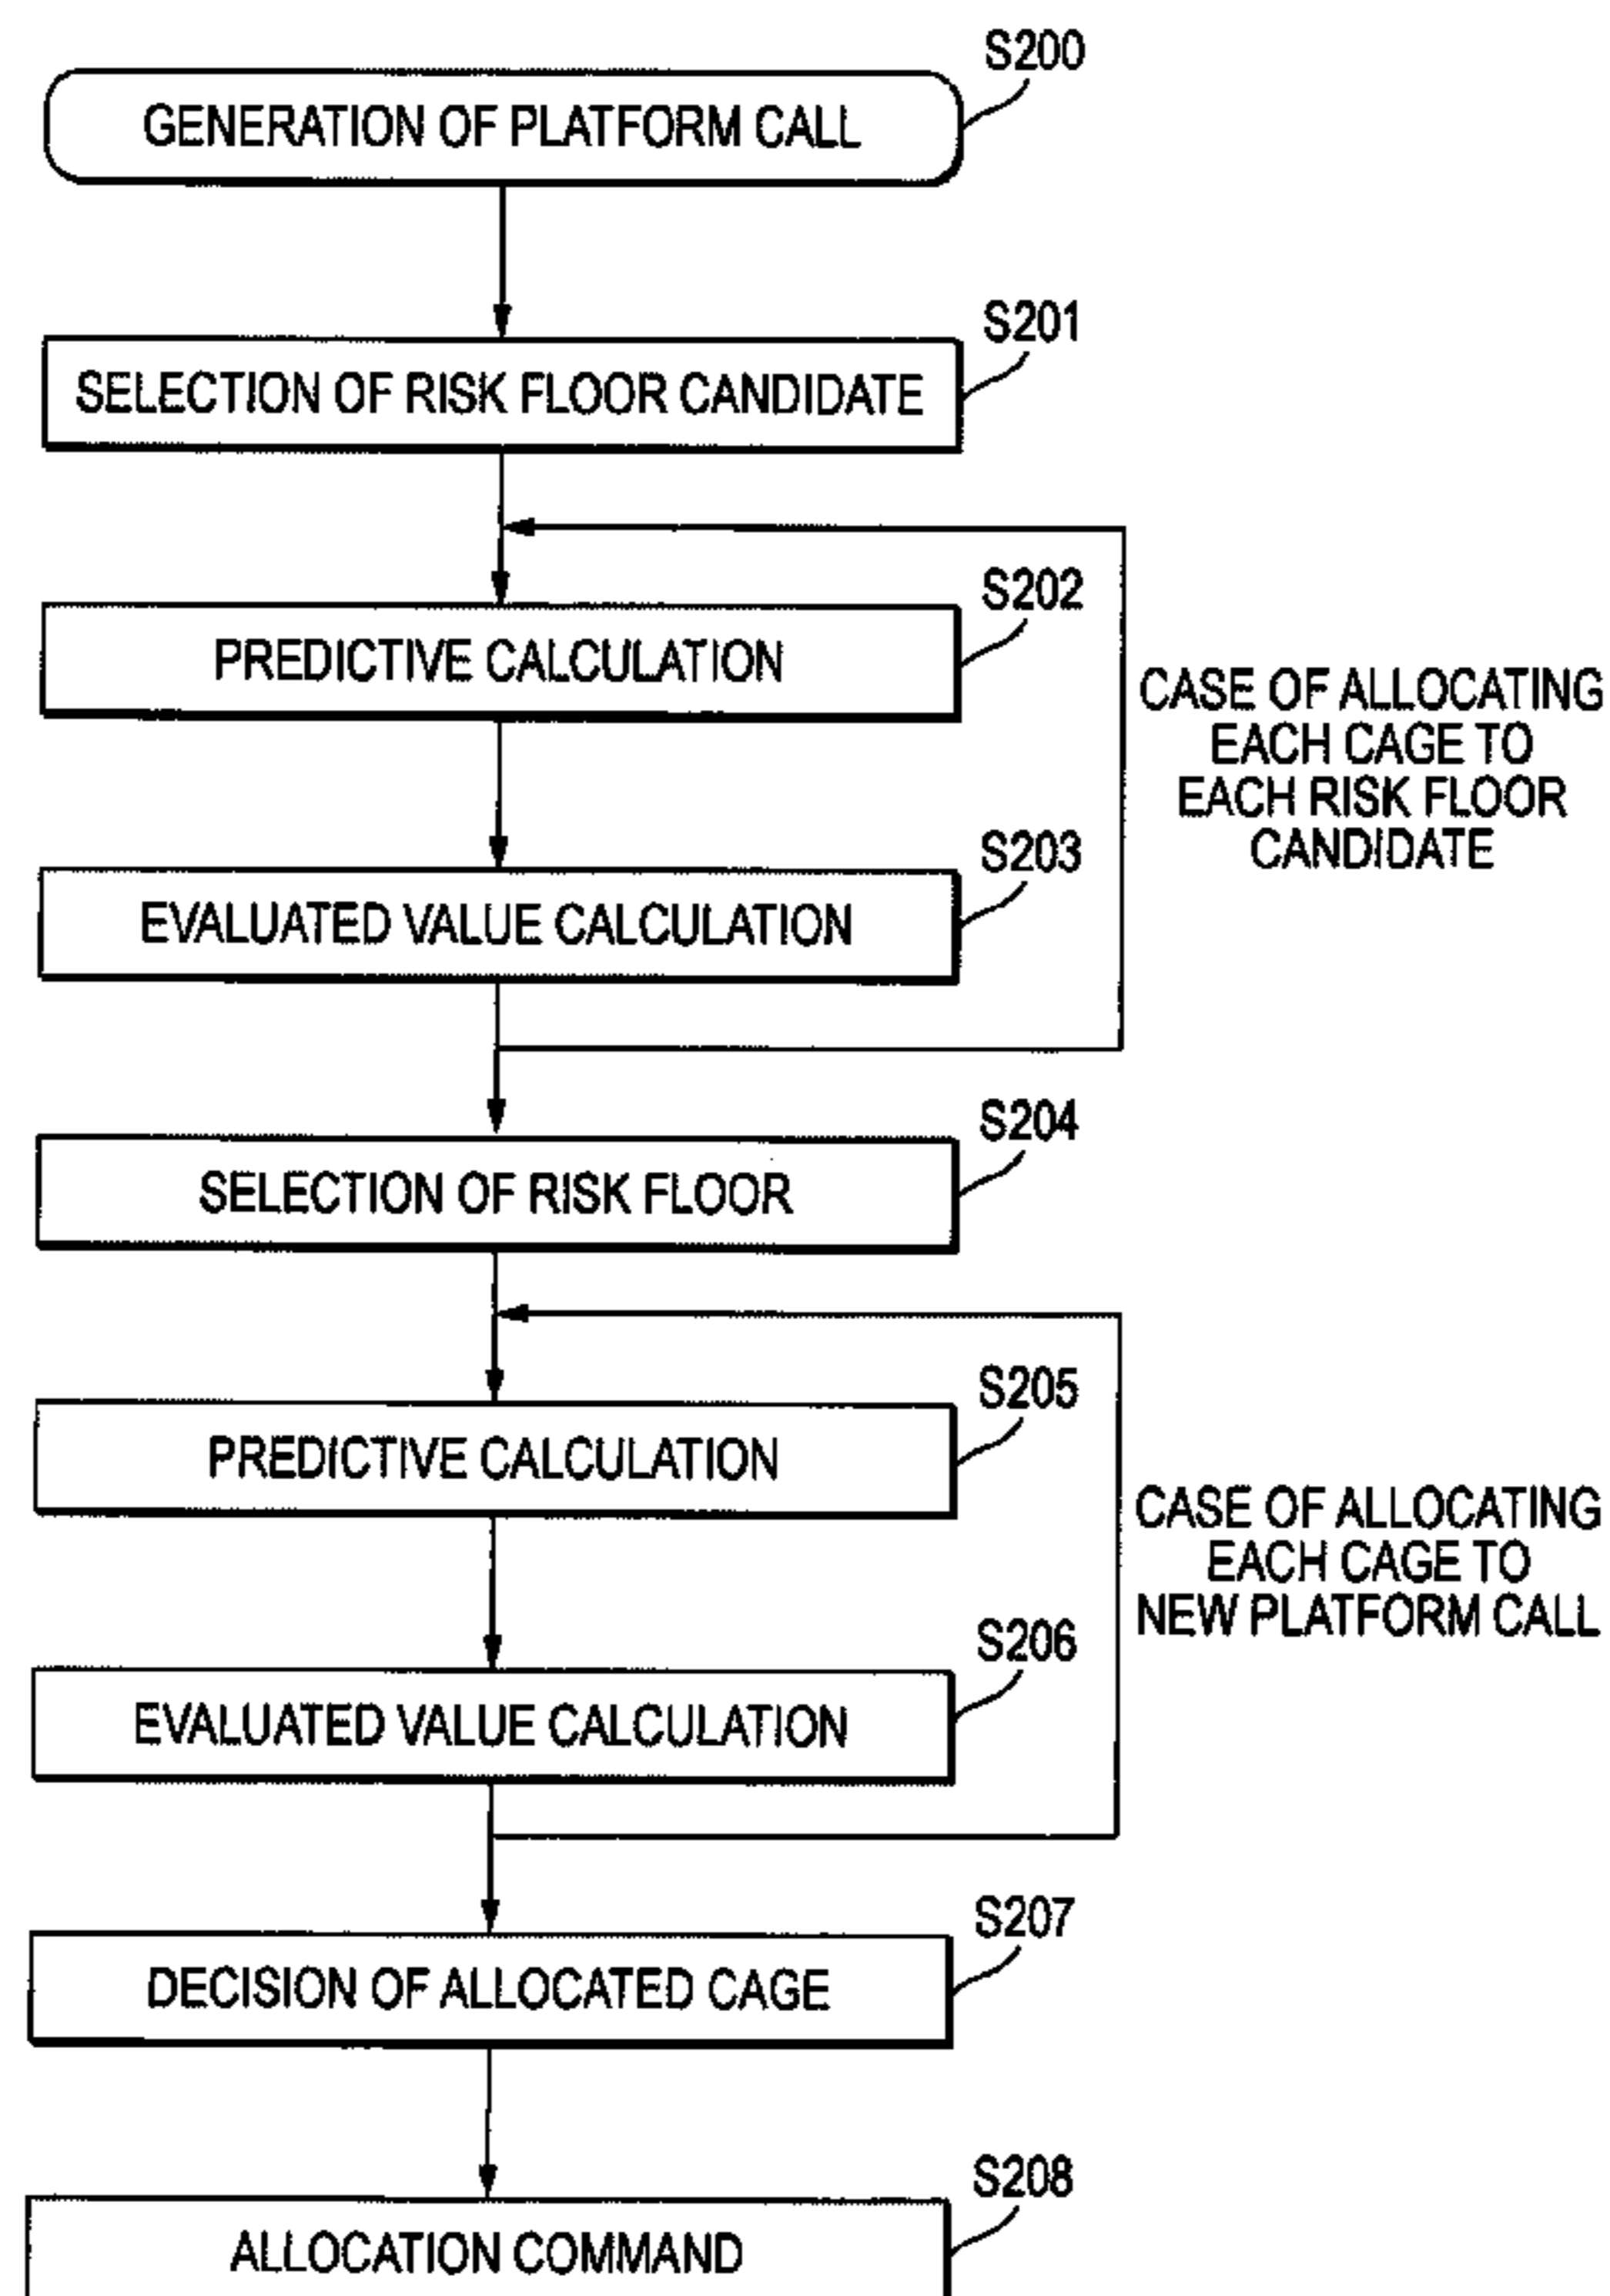 S200
GENERATION OF PLATFORM CALL
S201
SELECTION OF RISK FLOOR CANDIDATE
S202
PREDICTIVE CALCULATION
CASE OF ALLOCATING
EACH CAGE TO
EACH RISK FLOOR
CANDIDATE
S203
EVALUATED VALUE CALCULATION
S204
SELECTION OF RISK FLOOR
S205
PREDICTIVE CALCULATION
CASE OF ALLOCATING
EACH CAGE TO
NEW PLATFORM CALL
S206
EVALUATED VALUE CALCULATION
S207
DECISION OF ALLOCATED CAGE
S208
ALLOCATION COMMAND